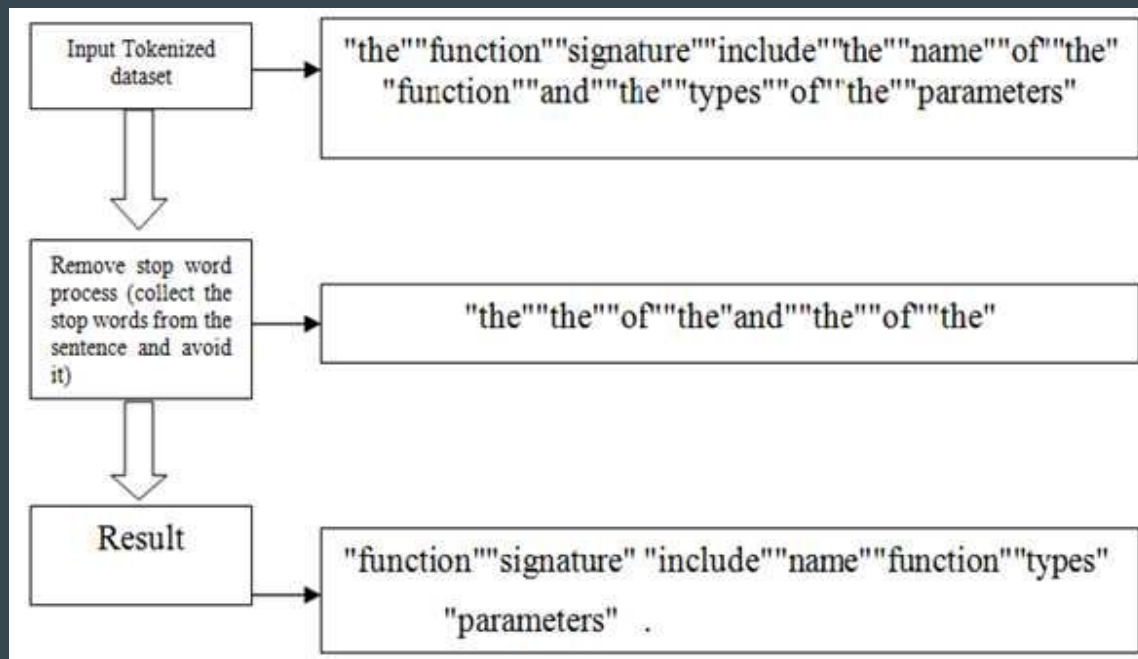 Input Tokenized
dataset
"the""function""signature""include""the""name""of""the"
"function""and""the""types""of""the""parameters"
Remove stop word
process (collect the
stop words from the
sentence and avoid
it)
"the""the""of""the"and""the""of""the"
Result
"function""signature" "include""name""function""types"
"parameters" .